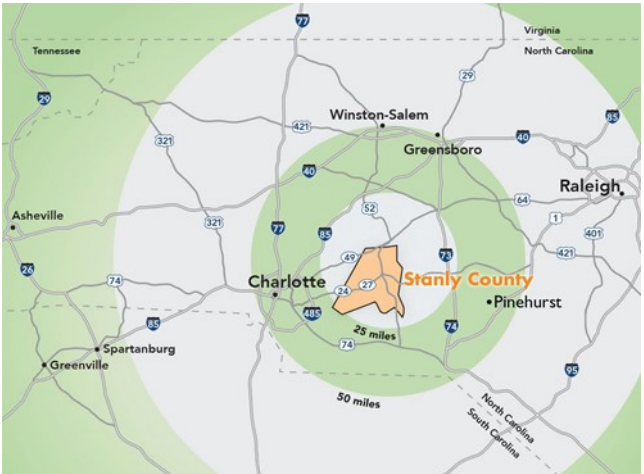 77
Virginia
North Carolina
Tennessee
29
29
Winston-Salem
85
421
40
Greensboro
321
40
Raleigh
64
52
1
Asheville
321
77
85
401
421
49
73
26
74
Charlotte
24
27
Stanly County
Pinehurst
485
85
74
25 miles
74
Spartanburg
Greenville
95
50 miles
North Carolina
South Carolina